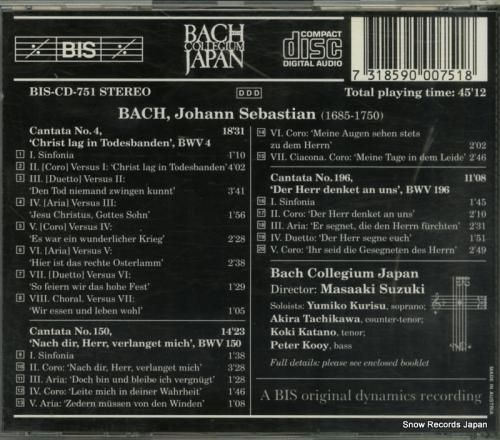 BIS
BACH
COLLEGIUM
JAPAN
COMPACT
disc
DIGITAL AUDIO
7 318590 007518
BIS-CD-751 STEREO
DDD
Total playing time: 45'12
BACH, Johann Sebastian (1685-1750)
Cantata No. 4, 18'31
'Christ lag in Todesbanden', BWV 4
1 I. Sinfonia 1'10
2 II. [Coro] Versus I: 'Christ lag in Todesbanden' 4'02
3 III. [Duetto] Versus II:
'Den Tod niemand zwingen kunnt' 3'41
4 IV. [Aria] Versus III:
'Jesu Christus, Gottes Sohn' 1'56
5 V. [Coro] Versus IV:
'Es war ein wunderlicher Krieg' 2'28
6 VI. [Aria] Versus V:
'Hier ist das rechte Osterlamm' 2'38
7 VII. [Duetto] Versus VI:
'So feiern wir das hohe Fest' 1'29
8 VIII. Choral. Versus VII:
'Wir essen und leben wohl' 1'05
Cantata No. 150, 14'23
'Nach dir, Herr, verlanget mich', BWV 150
9 I. Sinfonia 1'38
10 II. Coro: 'Nach dir, Herr, verlanget mich' 3'28
11 III. Aria: 'Doch bin und bleibe ich vergnügt' 1'28
12 IV. Coro: 'Leite mich in deiner Wahrheit' 1'46
13 V. Aria: 'Zedern müssen von den Winden' 1'08
14 VI. Coro: 'Meine Augen sehen stets
zu dem Herrn' 2'02
15 VII. Ciacona. Coro: 'Meine Tage in dem Leide' 2'46
Cantata No. 196, 11'08
'Der Herr denket an uns', BWV 196
16 I. Sinfonia 1'45
17 II. Coro: 'Der Herr denket an uns' 2'10
18 III. Aria: 'Er segnet, die den Herrn fürchten' 2'31
19 IV. Duetto: 'Der Herr segne euch' 1'51
20 V. Coro: 'Ihr seid die Gesegneten des Herrn' 2'49
Bach Collegium Japan
Director: Masaaki Suzuki
Soloists: Yumiko Kurisu, soprano;
Akira Tachikawa, counter-tenor;
Koki Katano, tenor;
Peter Kooy, bass
Full details: please see enclosed booklet
A BIS original dynamics recording
MADE IN AUSTRIA
Snow Records Japan